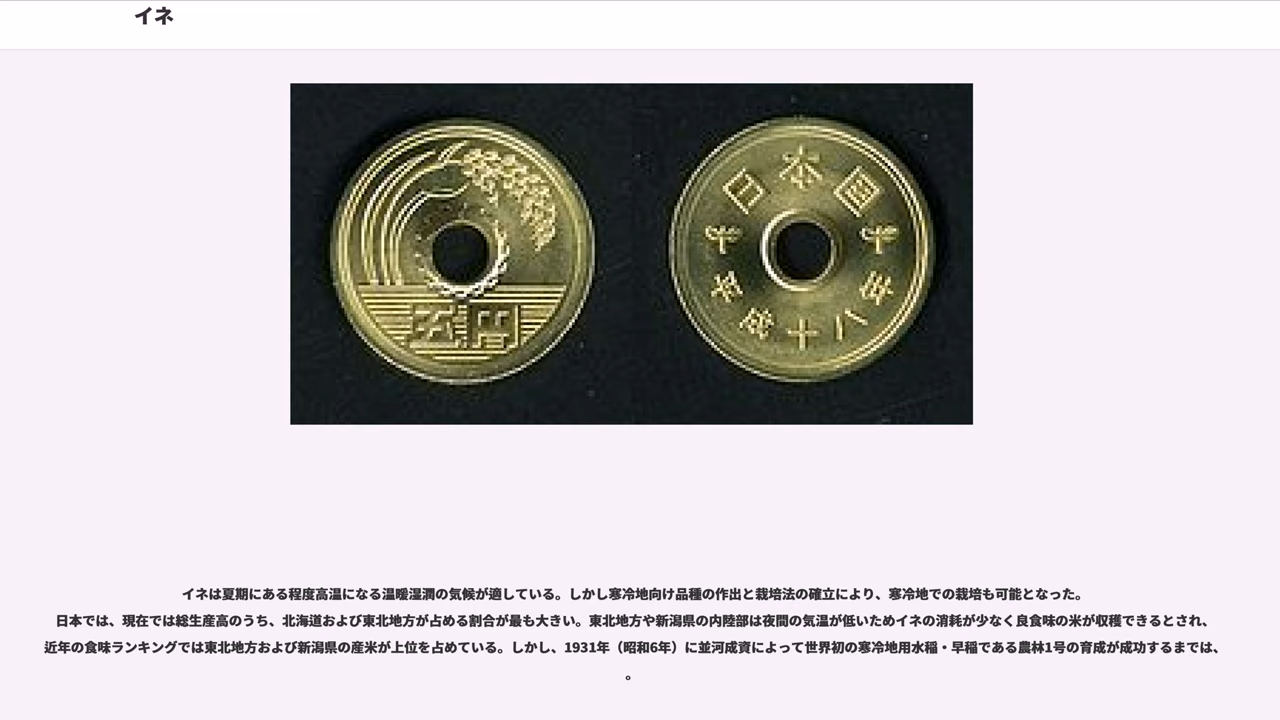 イネ
日本国
五円
平成十八年
イネは夏期にある程度高温になる温暖湿潤の気候が適している。しかし寒冷地向け品種の作出と栽培法の確立により、寒冷地での栽培も可能となった。
日本では、現在では総生産高のうち、北海道および東北地方が占める割合が最も大きい。東北地方や新潟県の内陸部は夜間の気温が低いためイネの消耗が少なく良食味の米が収穫できるとされ、
近年の食味ランキングでは東北地方および新潟県の産米が上位を占めている。しかし、1931年（昭和6年）に並河成資によって世界初の寒冷地用水稲・早稲である農林1号の育成が成功するまでは、
。